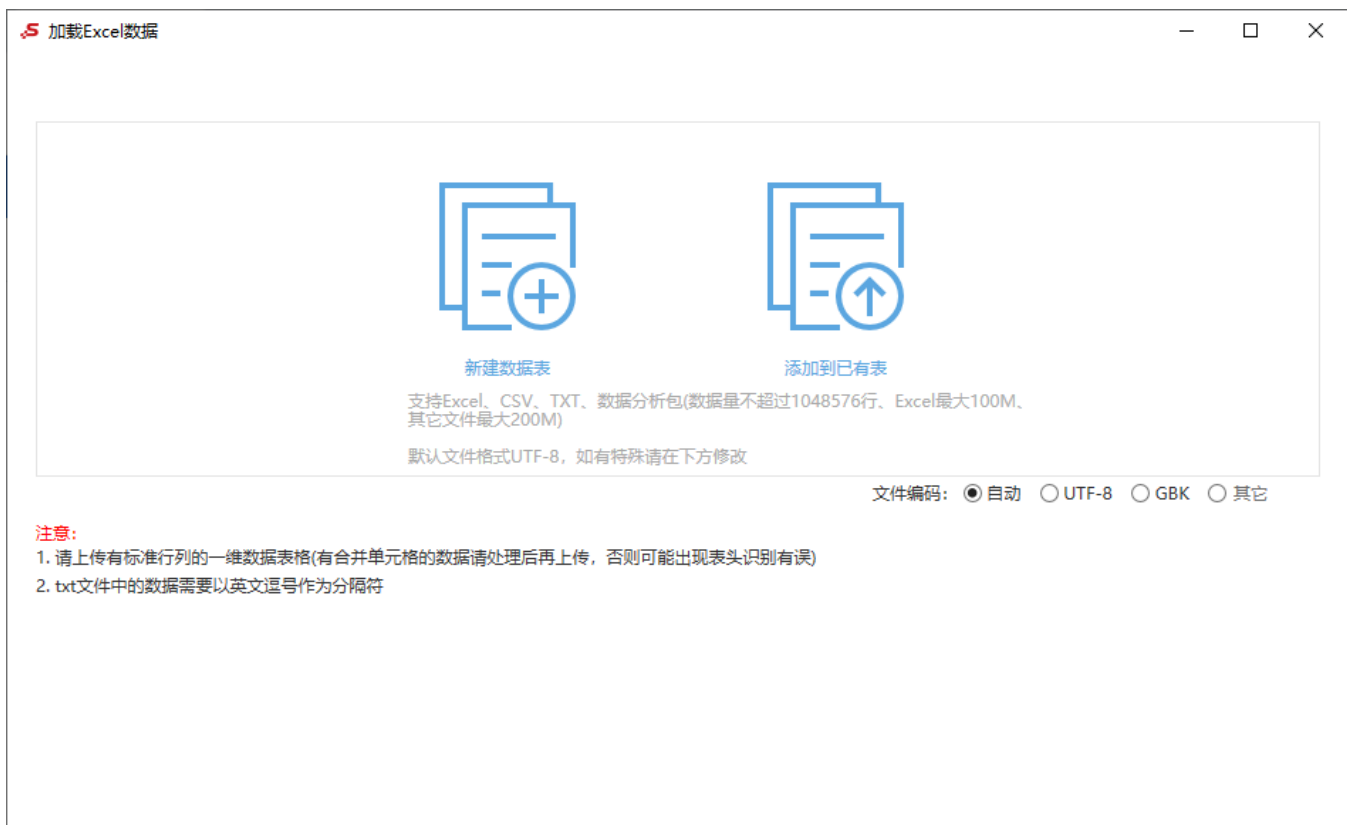 加载Excel数据
新建数据表
添加到已有表
支持Excel、CSV、TXT、数据分析包(数据量不超过1048576行、Excel最大100M、
其它文件最大200M)
默认文件格式UTF-8，如有特殊请在下方修改
文件编码： 自动 UTF-8 GBK 其它
注意:
1. 请上传有标准行列的一维数据表格(有合并单元格的数据请处理后再上传，否则可能出现表头识别有误)
2. txt文件中的数据需要以英文逗号作为分隔符